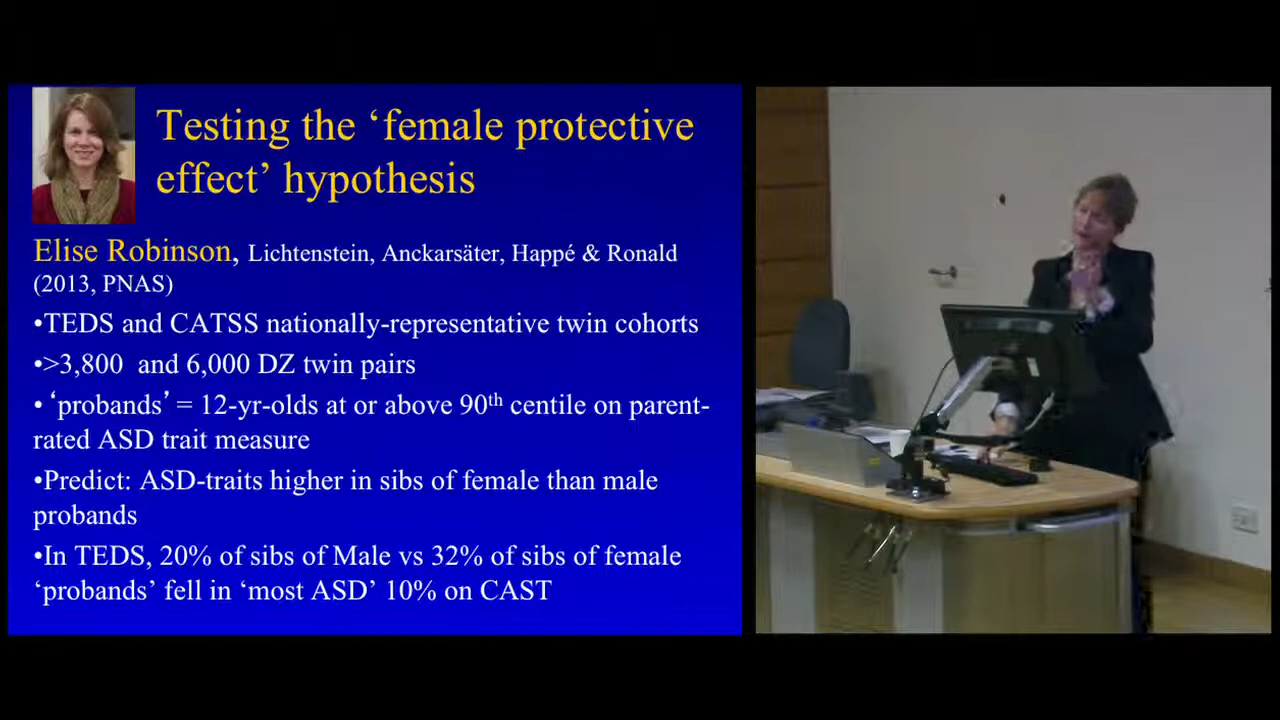 Testing the ‘female protective
effect’ hypothesis
Elise Robinson, Lichtenstein, Anckarsäter, Happé & Ronald
(2013, PNAS)
•TEDS and CATSS nationally-representative twin cohorts
•>3,800 and 6,000 DZ twin pairs
• ‘probands’ = 12-yr-olds at or above 90th centile on parent-
rated ASD trait measure
•Predict: ASD-traits higher in sibs of female than male
probands
•In TEDS, 20% of sibs of Male vs 32% of sibs of female
‘probands’ fell in ‘most ASD’ 10% on CAST